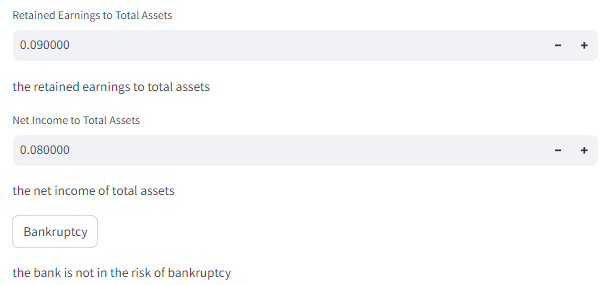 Retained Earnings to Total Assets
0.090000
the retained earnings to total assets
Net Income to Total Assets
0.080000
the net income of total assets
Bankruptcy
the bank is not in the risk of bankruptcy